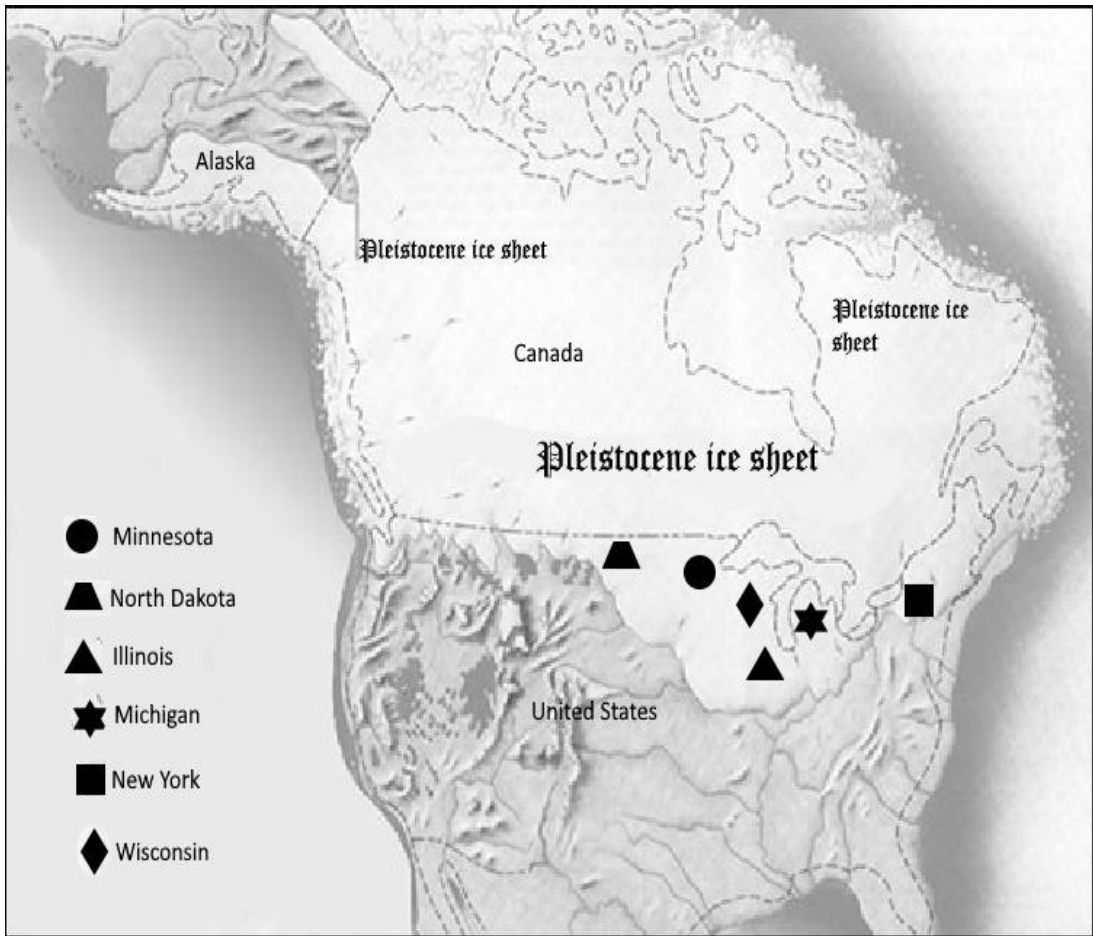 Alaska
Pleistocene ice sheet
Pleistocene ice
sheet
Canada
Pleistocene ice sheet
United States
Minnesota
North Dakota
Illinois
Michigan
New York
Wisconsin